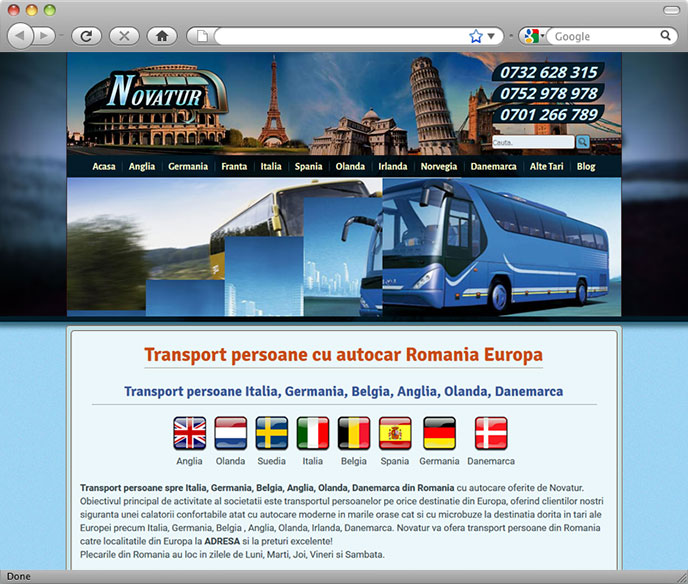 Google
NOVATUR
0732 628 315
0752 978 978
0701 266 789
Cauta.
Acasa Anglia Germania Franta Italia Spania Olanda Irlanda Norvegia Danemarca Alte Tari Blog
Transport persoane cu autocar Romania Europa
Transport persoane Italia, Germania, Belgia, Anglia, Olanda, Danemarca
Anglia Olanda Suedia Italia Belgia Spania Germania Danemarca
Transport persoane spre Italia, Germania, Belgia, Anglia, Olanda, Danemarca din Romania cu autocare oferite de Novatur.
Obiectivul principal de activitate al societatii este transportul persoanelor pe orice destinatie din Europa, oferind clientilor nostri
siguranta unei calatorii confortabile atat cu autocare moderne in marile orase cat si cu microbuze la destinatia dorita in tari ale
Europei precum Italia, Germania, Belgia , Anglia, Olanda, Irlanda, Danemarca. Novatur va ofera transport persoane din Romania
catre localitatile din Europa la ADRESA si la preturi excelente!
Plecarile din Romania au loc in zilele de Luni, Marti, Joi, Vineri si Sambata.
Done